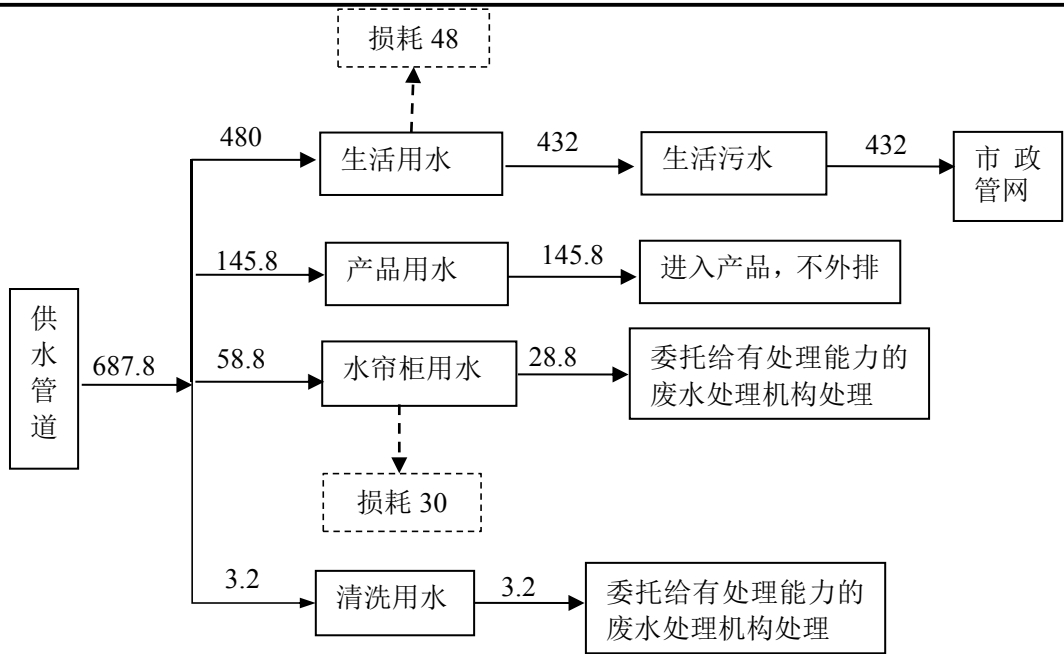 损耗 48
480
生活用水
432
生活污水
432
市 政
管网
145.8
产品用水
145.8
进入产品，不外排
供
水
管
道
687.8
58.8
水帘柜用水
28.8
委托给有处理能力的
废水处理机构处理
损耗 30
3.2
清洗用水
3.2
委托给有处理能力的
废水处理机构处理